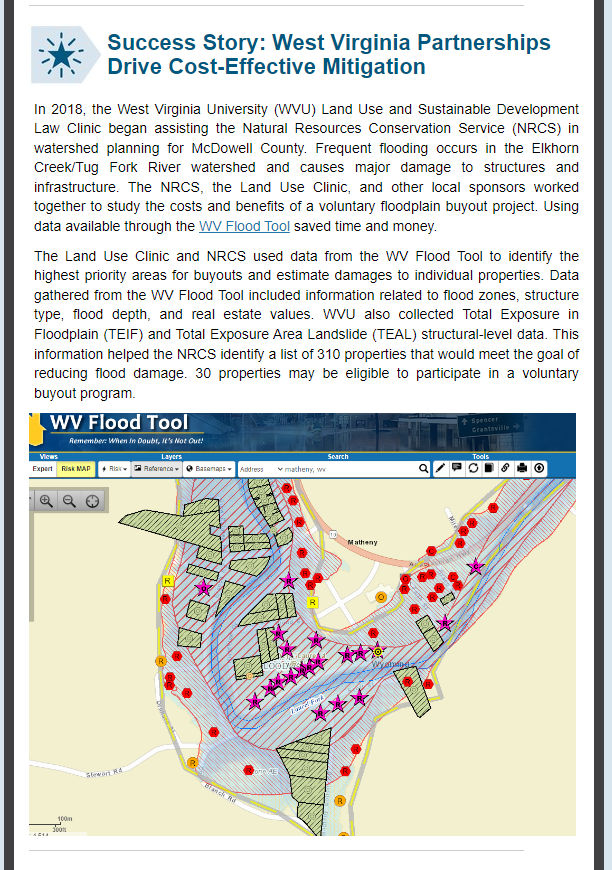 Success Story: West Virginia Partnerships
Drive Cost-Effective Mitigation
In 2018, the West Virginia University (WVU) Land Use and Sustainable Development
Law Clinic began assisting the Natural Resources Conservation Service (NRCS) in
watershed planning for McDowell County. Frequent flooding occurs in the Elkhorn
Creek/Tug Fork River watershed and causes major damage to structures and
infrastructure. The NRCS, the Land Use Clinic, and other local sponsors worked
together to study the costs and benefits of a voluntary floodplain buyout project. Using
data available through the WV Flood Tool saved time and money.
The Land Use Clinic and NRCS used data from the WV Flood Tool to identify the
highest priority areas for buyouts and estimate damages to individual properties. Data
gathered from the WV Flood Tool included information related to flood zones, structure
type, flood depth, and real estate values. WVU also collected Total Exposure in
Floodplain (TEIF) and Total Exposure Area Landslide (TEAL) structural-level data. This
information helped the NRCS identify a list of 310 properties that would meet the goal of
reducing flood damage. 30 properties may be eligible to participate in a voluntary
buyout program.
WV Flood Tool
Remember: When In Doubt, It's Not Out!
Spencer
Grantsville
Views Layers Search Tools
Expert Risk MAP Risk Reference Basemaps Address matheny, wv
Matheny
Wyoming
Laurel Fork
Stewart Rd
Branch Rd
100m
300ft